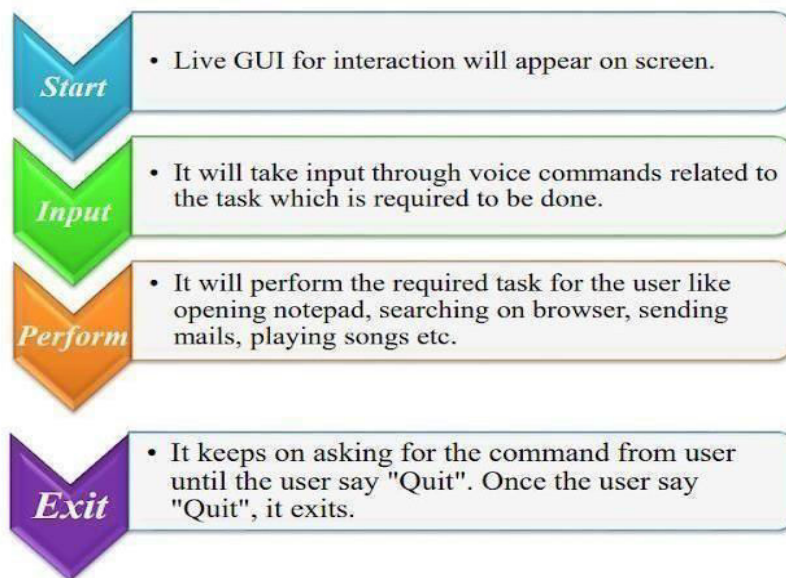 Start
• Live GUI for interaction will appear on screen.
Input
• It will take input through voice commands related to
the task which is required to be done.
Perform
• It will perform the required task for the user like
opening notepad, searching on browser, sending
mails, playing songs etc.
Exit
• It keeps on asking for the command from user
until the user say "Quit". Once the user say
"Quit", it exits.